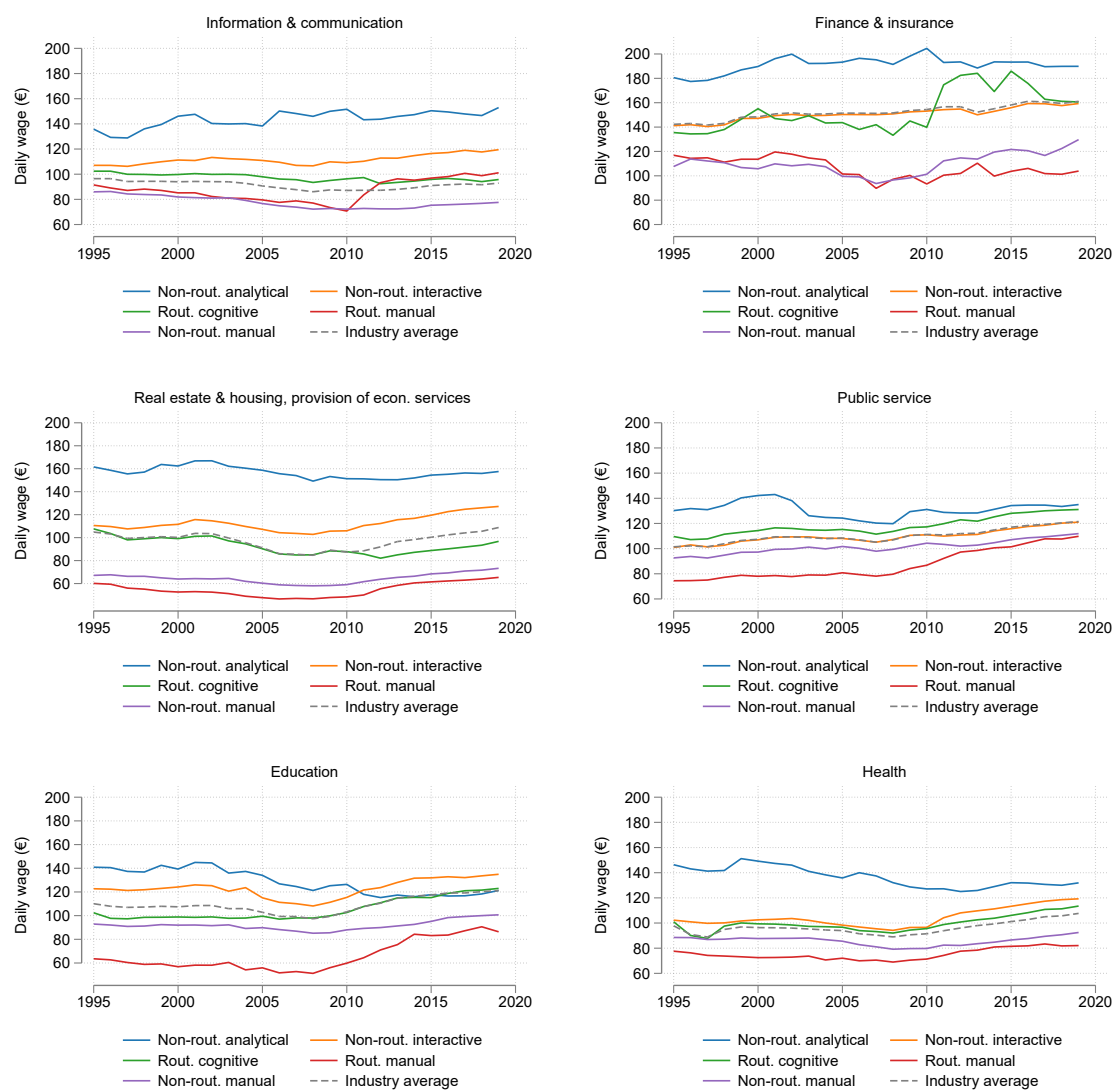 Information & communication
Daily wage (€)
200
180
160
140
120
100
80
60
1995 2000 2005 2010 2015 2020
Non-rout. analytical Non-rout. interactive
Rout. cognitive Rout. manual
Non-rout. manual Industry average
Finance & insurance
Daily wage (€)
200
180
160
140
120
100
80
60
1995 2000 2005 2010 2015 2020
Non-rout. analytical Non-rout. interactive
Rout. cognitive Rout. manual
Non-rout. manual Industry average
Real estate & housing, provision of econ. services
Daily wage (€)
200
180
160
140
120
100
80
60
1995 2000 2005 2010 2015 2020
Non-rout. analytical Non-rout. interactive
Rout. cognitive Rout. manual
Non-rout. manual Industry average
Public service
Daily wage (€)
200
180
160
140
120
100
80
60
1995 2000 2005 2010 2015 2020
Non-rout. analytical Non-rout. interactive
Rout. cognitive Rout. manual
Non-rout. manual Industry average
Education
Daily wage (€)
200
180
160
140
120
100
80
60
1995 2000 2005 2010 2015 2020
Non-rout. analytical Non-rout. interactive
Rout. cognitive Rout. manual
Non-rout. manual Industry average
Health
Daily wage (€)
200
180
160
140
120
100
80
60
1995 2000 2005 2010 2015 2020
Non-rout. analytical Non-rout. interactive
Rout. cognitive Rout. manual
Non-rout. manual Industry average